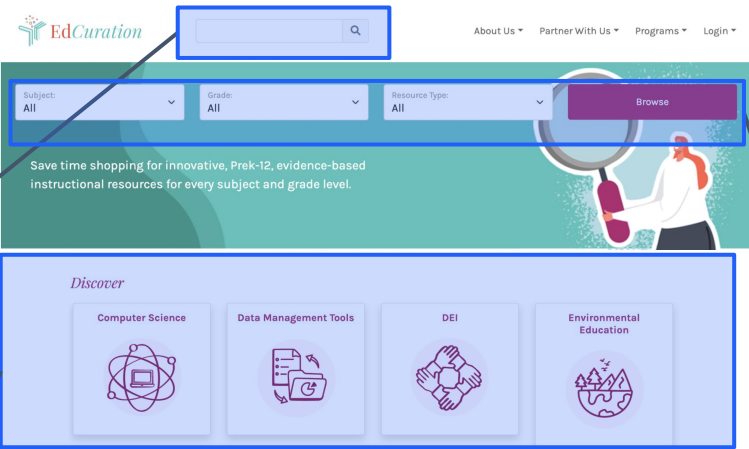 EdCuration
About Us Partner With Us Programs Login
Subject: Grade: Resource Type:
All All All Browse
Save time shopping for innovative, Prek-12, evidence-based
instructional resources for every subject and grade level.
Discover
Computer Science Data Management Tools DEI Environmental
Education